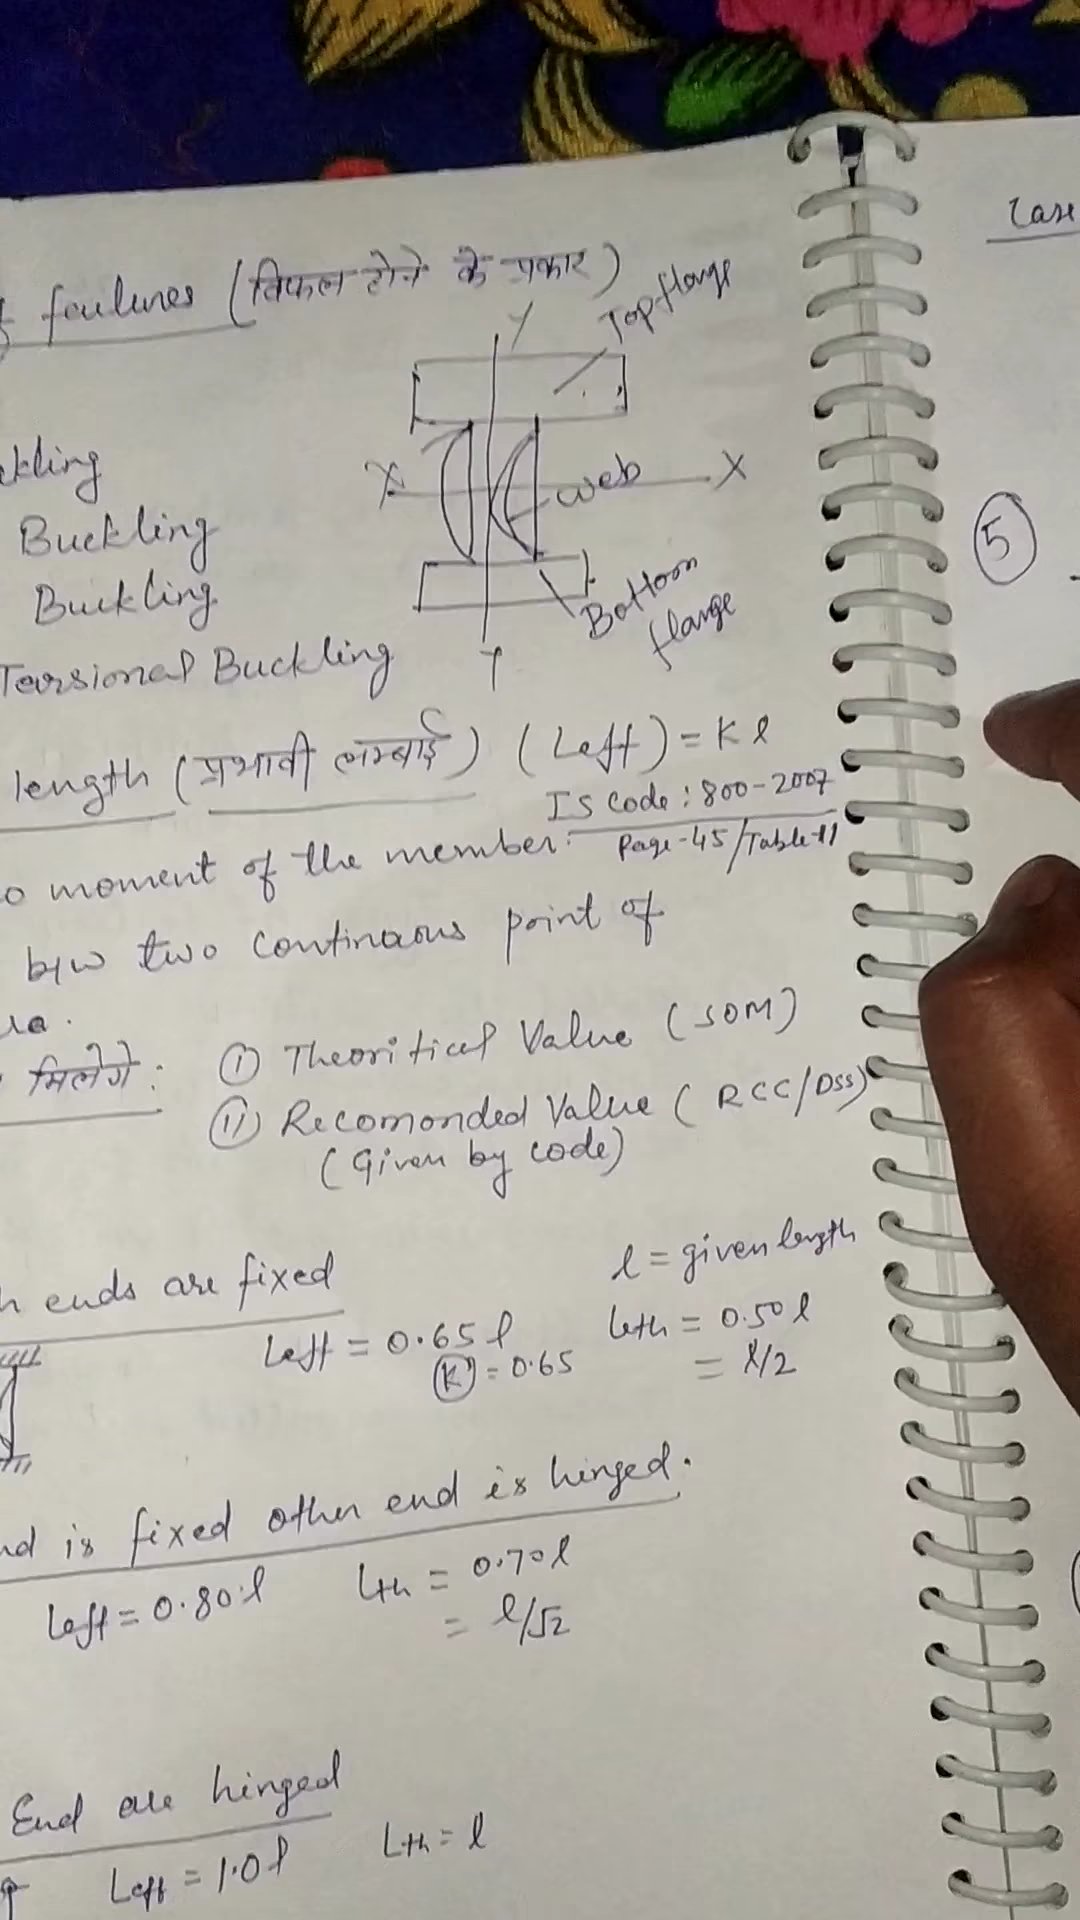 failures (विफल होने के प्रकार)
Y
Top flange
Case
X
web
X
Buckling
Buckling
Bottom
flange
5
Torsional Buckling
Y
length (प्रभावी लम्बाई) (Leff) = K l
IS Code : 800-2007
Page-45/Table-11
moment of the member.
b/w two continuous point of
मिलेगे : (I) Theoritical Value (SOM)
(II) Recomonded Value (RCC/DSS)
(Given by code)
ends are fixed
l = given length
Leff = 0.65 l
Lth = 0.50 l
K = 0.65
= l/2
is fixed other end is hinged.
Leff = 0.80 l
Lth = 0.70 l
= l/√2
End are hinged
Leff = 1.0 l
Lth = l